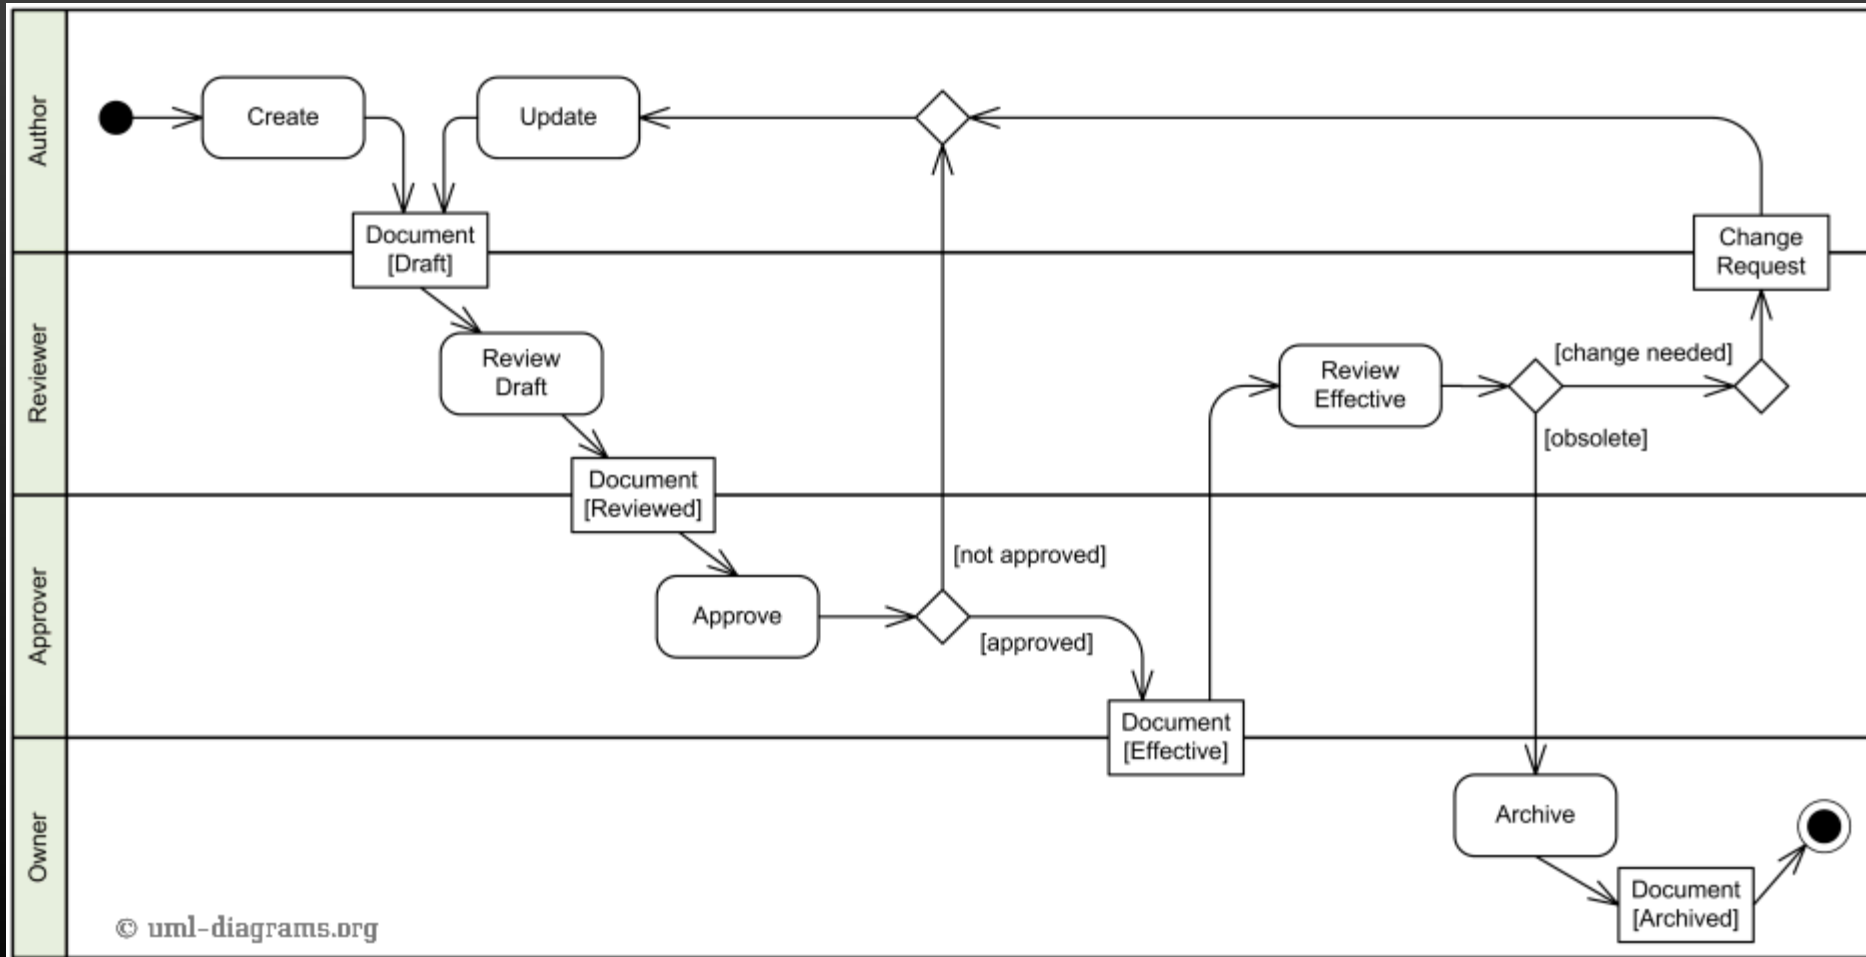 Author
Create
Update
Document
[Draft]
Change
Request
Reviewer
Review
Draft
Review
Effective
[change needed]
[obsolete]
Document
[Reviewed]
Approver
Approve
[not approved]
[approved]
Document
[Effective]
Owner
Archive
Document
[Archived]
© uml-diagrams.org